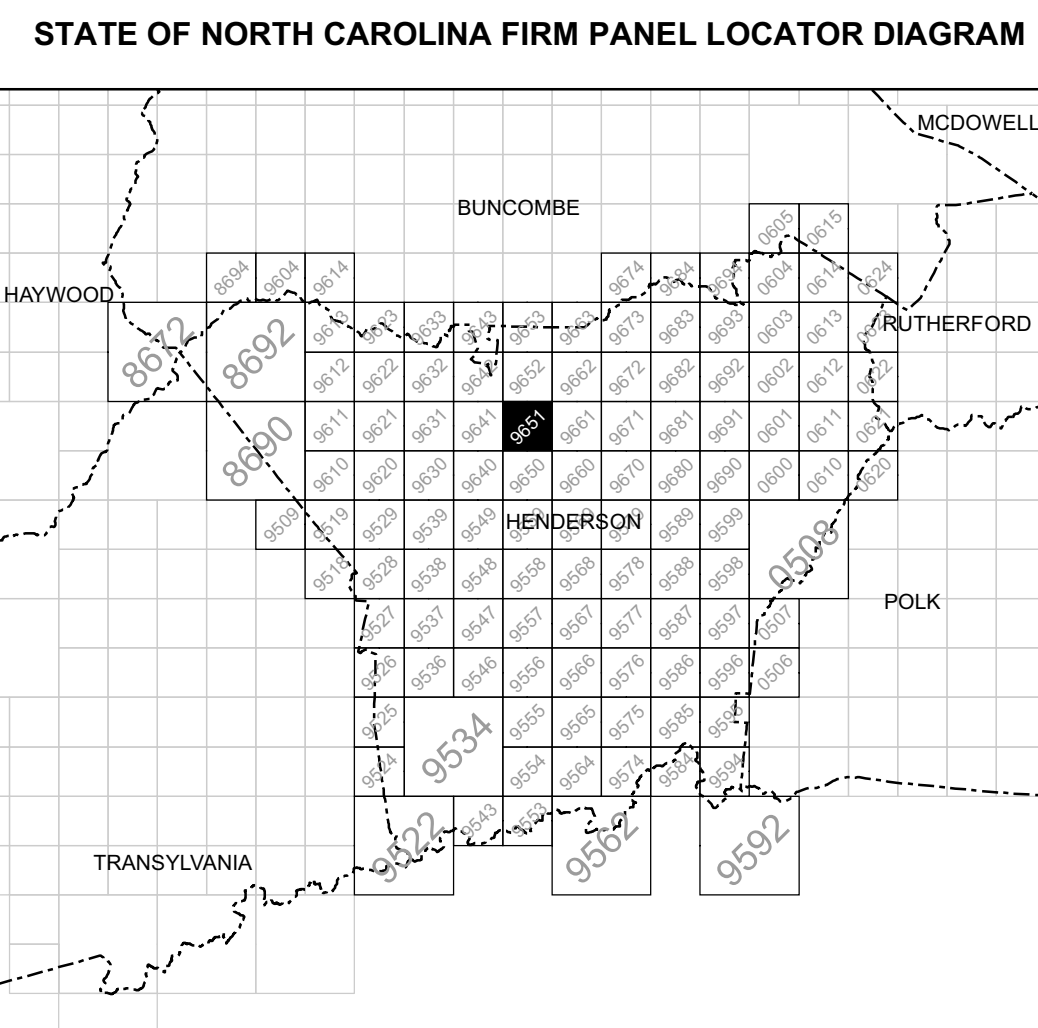 STATE OF NORTH CAROLINA FIRM PANEL LOCATOR DIAGRAM
MCDOWELL
BUNCOMBE
0605 0615
8694 9604 9614 9674 9684 9694 0604 0614 0624
HAYWOOD
8672 8692 9613 9623 9633 9643 9653 9663 9673 9683 9693 0603 0613
RUTHERFORD
9612 9622 9632 9642 9652 9662 9672 9682 9692 0602 0612 0622
8690 9611 9621 9631 9641 9651 9661 9671 9681 9691 0601 0611 0621
9610 9620 9630 9640 9650 9660 9670 9680 9690 0600 0610 0620
9509 9519 9529 9539 9549 9589 9599
HENDERSON
9518 9528 9538 9548 9558 9568 9578 9588 9598 0508
POLK
9527 9537 9547 9557 9567 9577 9587 9597 0507
9526 9536 9546 9556 9566 9576 9586 9596 0506
9525 9534 9555 9565 9575 9585 9595
9524 9554 9564 9574 9584 9594
9522 9543 9553 9562 9592
TRANSYLVANIA